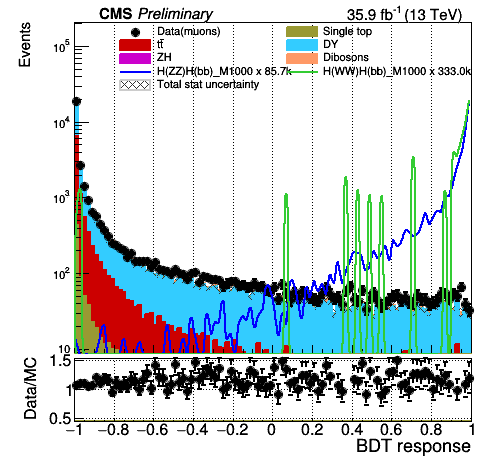 CMS Preliminary 35.9 fb⁻¹ (13 TeV)
Events
Data(muons) Single top
tt̄ DY
ZH Dibosons
H(ZZ)H(bb)_M1000 x 85.7k H(WW)H(bb)_M1000 x 333.0k
Total stat uncertainty
10⁵
10⁴
10³
10²
10
Data/MC
1.5
1
0.5
−1 −0.8 −0.6 −0.4 −0.2 0 0.2 0.4 0.6 0.8 1
BDT response